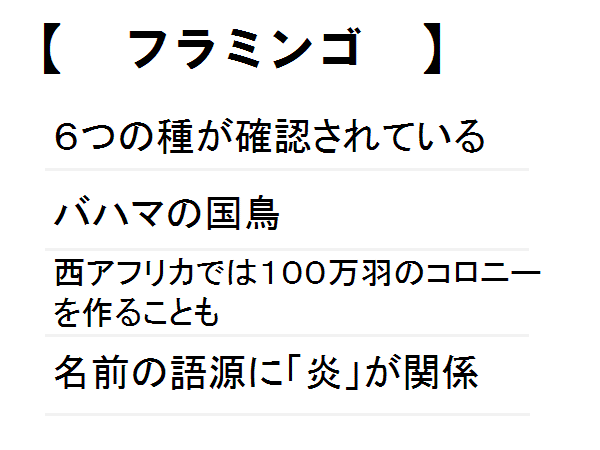 【 フラミンゴ 】
６つの種が確認されている
バハマの国鳥
西アフリカでは１００万羽のコロニー
を作ることも
名前の語源に「炎」が関係